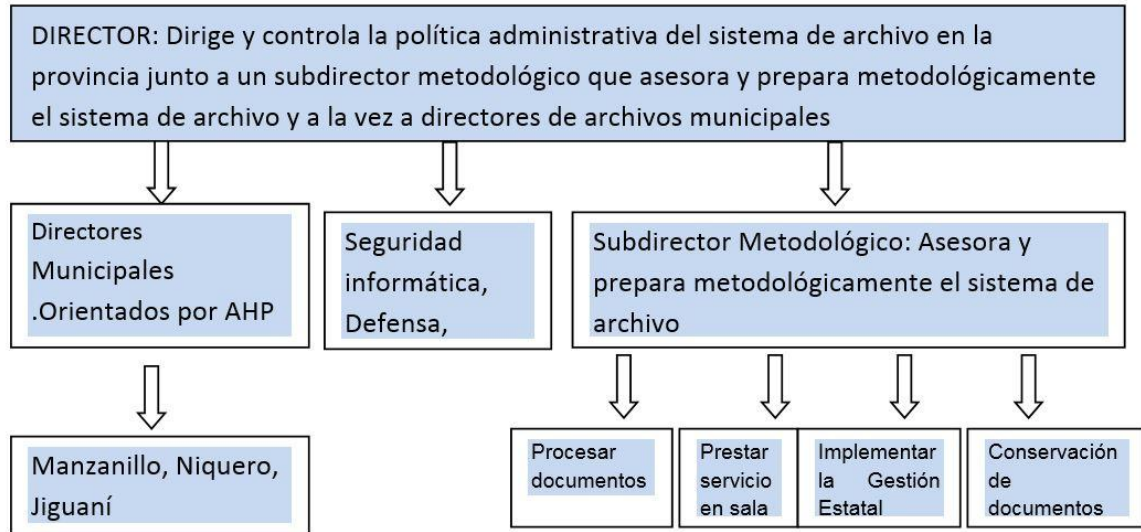 DIRECTOR: Dirige y controla la política administrativa del sistema de archivo en la
provincia junto a un subdirector metodológico que asesora y prepara metodológicamente
el sistema de archivo y a la vez a directores de archivos municipales
Directores
Municipales
.Orientados por AHP
Seguridad
informática,
Defensa,
Subdirector Metodológico: Asesora y
prepara metodológicamente el sistema de
archivo
Manzanillo, Niquero,
Jiguaní
Procesar
documentos
Prestar
servicio
en sala
Implementar
la Gestión
Estatal
Conservación
de
documentos